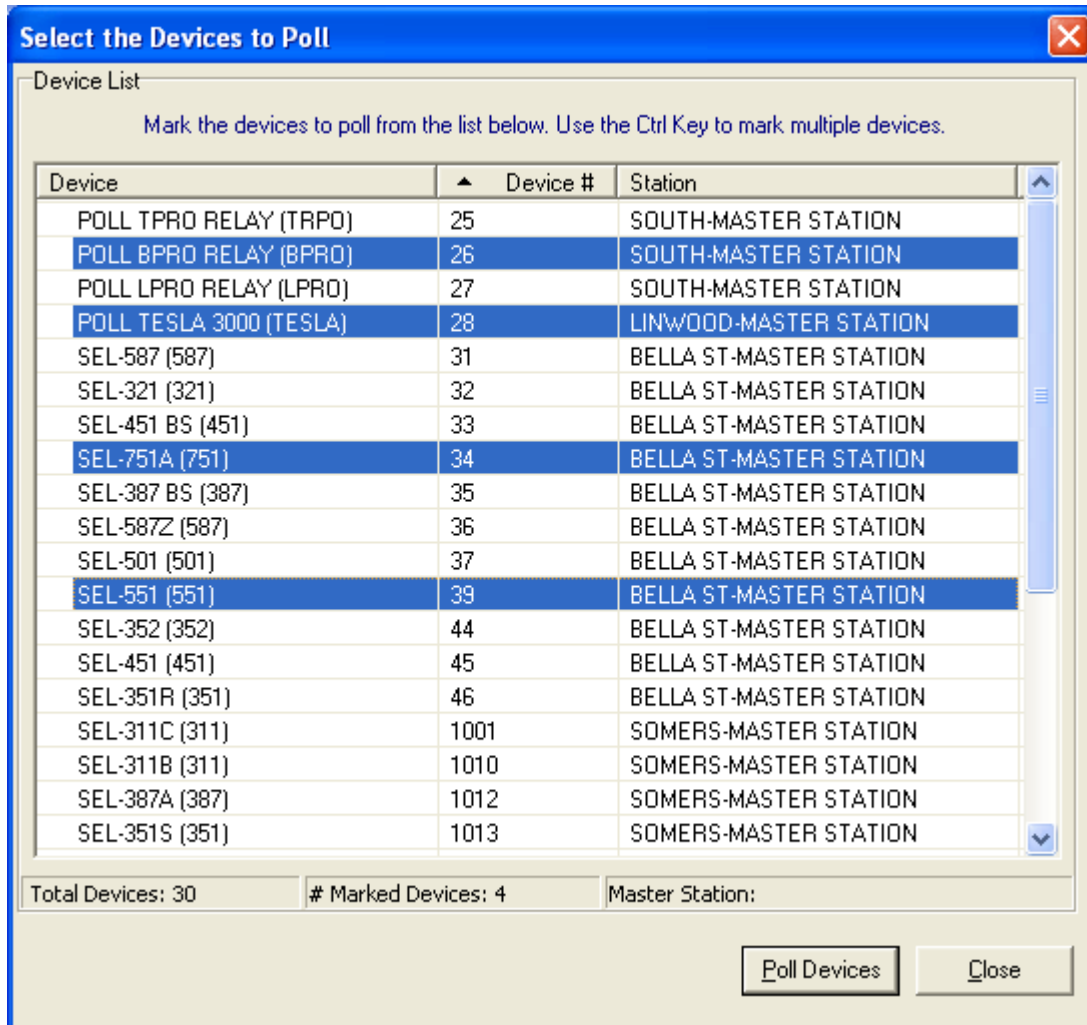 Select the Devices to Poll
Device List
Mark the devices to poll from the list below. Use the Ctrl Key to mark multiple devices.
Device Device # Station
POLL TPRO RELAY (TRPO) 25 SOUTH-MASTER STATION
POLL BPRO RELAY (BPRO) 26 SOUTH-MASTER STATION
POLL LPRO RELAY (LPRO) 27 SOUTH-MASTER STATION
POLL TESLA 3000 (TESLA) 28 LINWOOD-MASTER STATION
SEL-587 (587) 31 BELLA ST-MASTER STATION
SEL-321 (321) 32 BELLA ST-MASTER STATION
SEL-451 BS (451) 33 BELLA ST-MASTER STATION
SEL-751A (751) 34 BELLA ST-MASTER STATION
SEL-387 BS (387) 35 BELLA ST-MASTER STATION
SEL-587Z (587) 36 BELLA ST-MASTER STATION
SEL-501 (501) 37 BELLA ST-MASTER STATION
SEL-551 (551) 39 BELLA ST-MASTER STATION
SEL-352 (352) 44 BELLA ST-MASTER STATION
SEL-451 (451) 45 BELLA ST-MASTER STATION
SEL-351R (351) 46 BELLA ST-MASTER STATION
SEL-311C (311) 1001 SOMERS-MASTER STATION
SEL-311B (311) 1010 SOMERS-MASTER STATION
SEL-387A (387) 1012 SOMERS-MASTER STATION
SEL-351S (351) 1013 SOMERS-MASTER STATION
Total Devices: 30 # Marked Devices: 4 Master Station:
Poll Devices Close